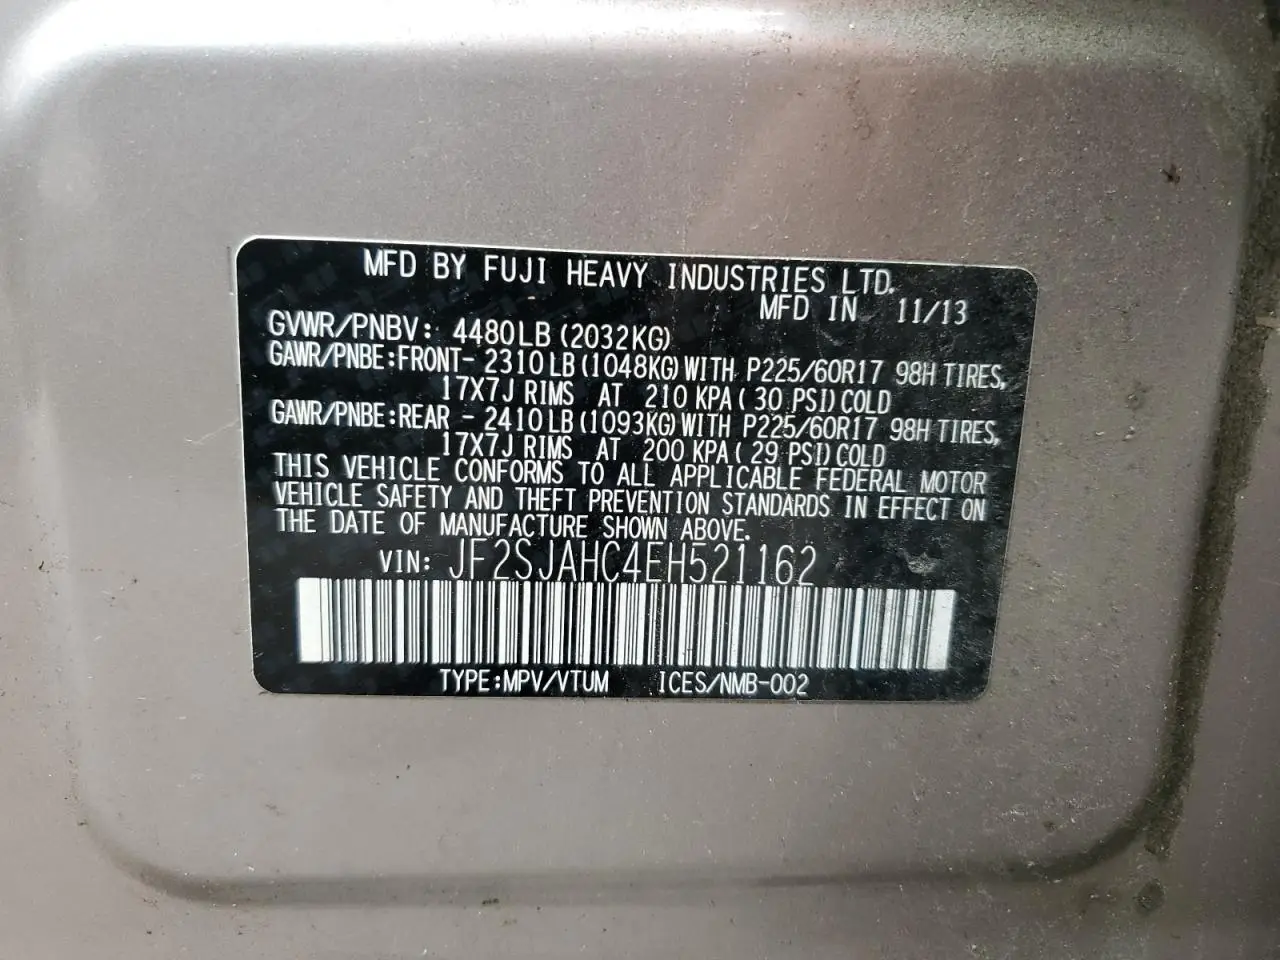 MFD BY FUJI HEAVY INDUSTRIES LTD.
MFD IN 11/13
GVWR/PNBV: 4480LB (2032KG)
GAWR/PNBE:FRONT- 2310LB (1048KG)WITH P225/60R17 98H TIRES,
17X7J RIMS AT 210 KPA( 30 PSI)COLD
GAWR/PNBE:REAR - 2410LB (1093KG)WITH P225/60R17 98H TIRES,
17X7J RIMS AT 200 KPA( 29 PSI)COLD
THIS VEHICLE CONFORMS TO ALL APPLICABLE FEDERAL MOTOR
VEHICLE SAFETY AND THEFT PREVENTION STANDARDS IN EFFECT ON
THE DATE OF MANUFACTURE SHOWN ABOVE.
VIN: JF2SJAHC4EH521162
TYPE:MPV/VTUM ICES/NMB-002